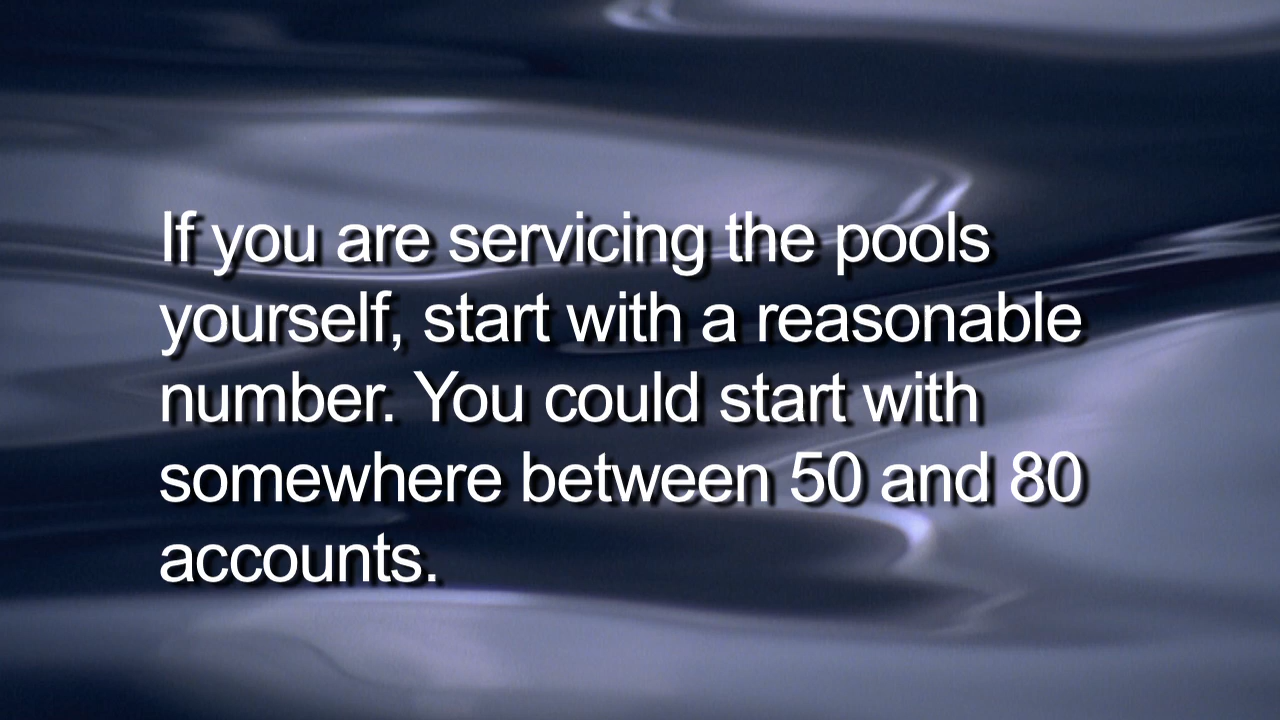 If you are servicing the pools
yourself, start with a reasonable
number. You could start with
somewhere between 50 and 80
accounts.